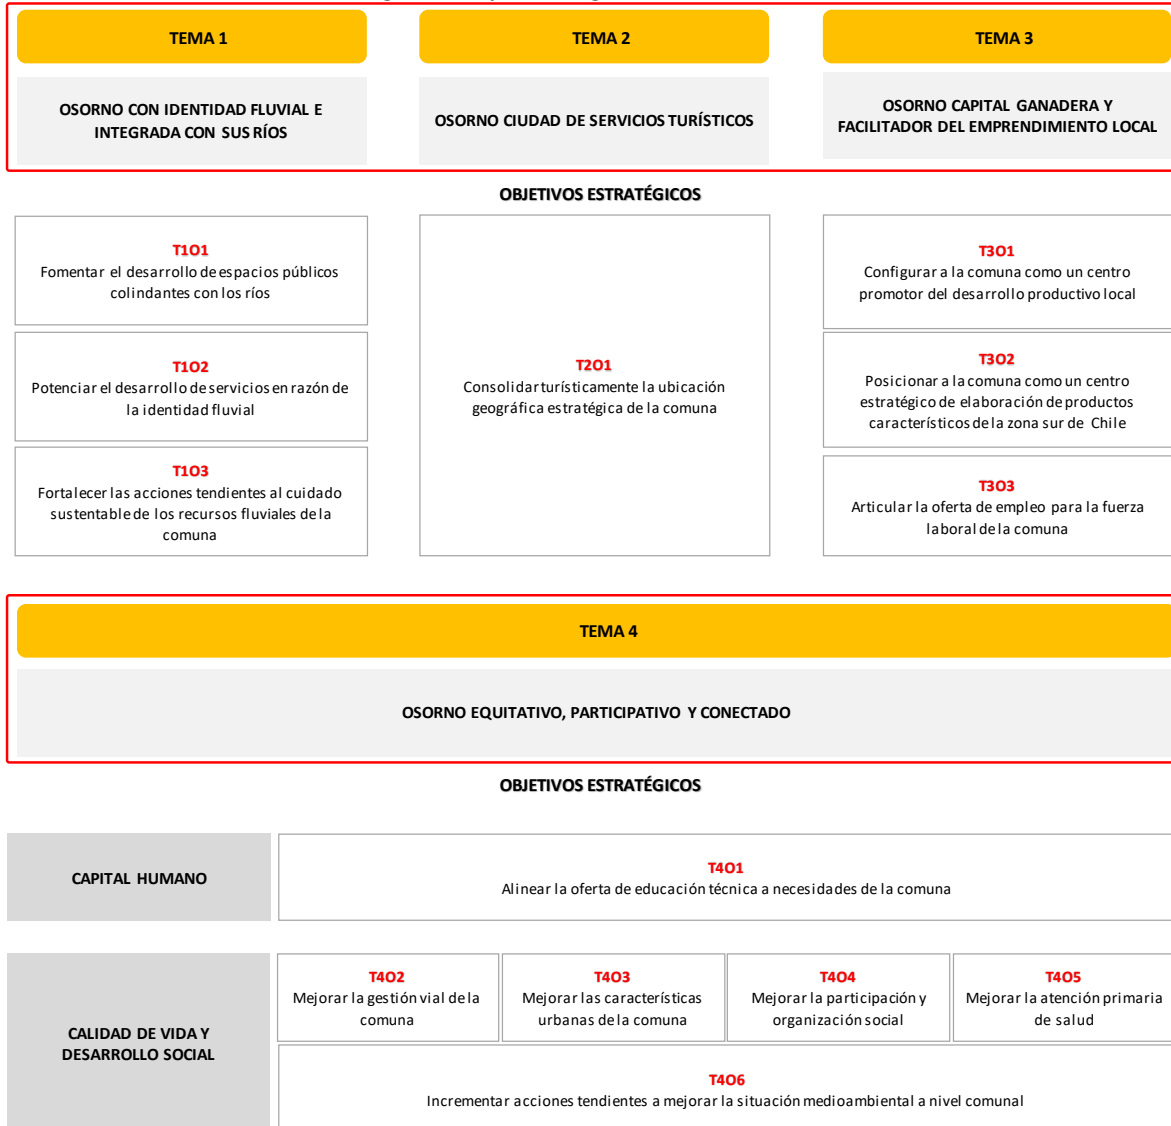 TEMA 1
TEMA 2
TEMA 3
OSORNO CON IDENTIDAD FLUVIAL E
INTEGRADA CON SUS RÍOS
OSORNO CIUDAD DE SERVICIOS TURÍSTICOS
OSORNO CAPITAL GANADERA Y
FACILITADOR DEL EMPRENDIMIENTO LOCAL
OBJETIVOS ESTRATÉGICOS
T1O1
Fomentar el desarrollo de espacios públicos
colindantes con los ríos
T1O2
Potenciar el desarrollo de servicios en razón de
la identidad fluvial
T1O3
Fortalecer las acciones tendientes al cuidado
sustentable de los recursos fluviales de la
comuna
T2O1
Consolidar turísticamente la ubicación
geográfica estratégica de la comuna
T3O1
Configurar a la comuna como un centro
promotor del desarrollo productivo local
T3O2
Posicionar a la comuna como un centro
estratégico de elaboración de productos
característicos de la zona sur de Chile
T3O3
Articular la oferta de empleo para la fuerza
laboral de la comuna
TEMA 4
OSORNO EQUITATIVO, PARTICIPATIVO Y CONECTADO
OBJETIVOS ESTRATÉGICOS
CAPITAL HUMANO
T4O1
Alinear la oferta de educación técnica a necesidades de la comuna
CALIDAD DE VIDA Y
DESARROLLO SOCIAL
T4O2
Mejorar la gestión vial de la
comuna
T4O3
Mejorar las características
urbanas de la comuna
T4O4
Mejorar la participación y
organización social
T4O5
Mejorar la atención primaria
de salud
T4O6
Incrementar acciones tendientes a mejorar la situación medioambiental a nivel comunal